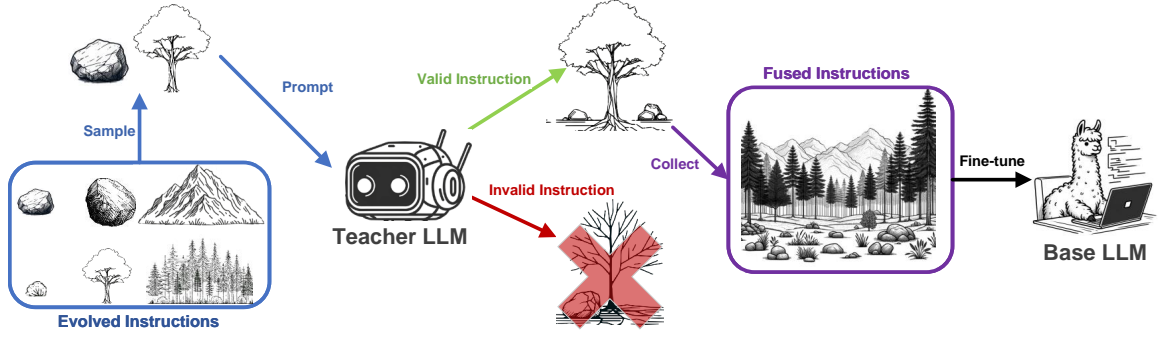 Sample
Evolved Instructions
Prompt
Teacher LLM
Valid Instruction
Invalid Instruction
Collect
Fused Instructions
Fine-tune
Base LLM